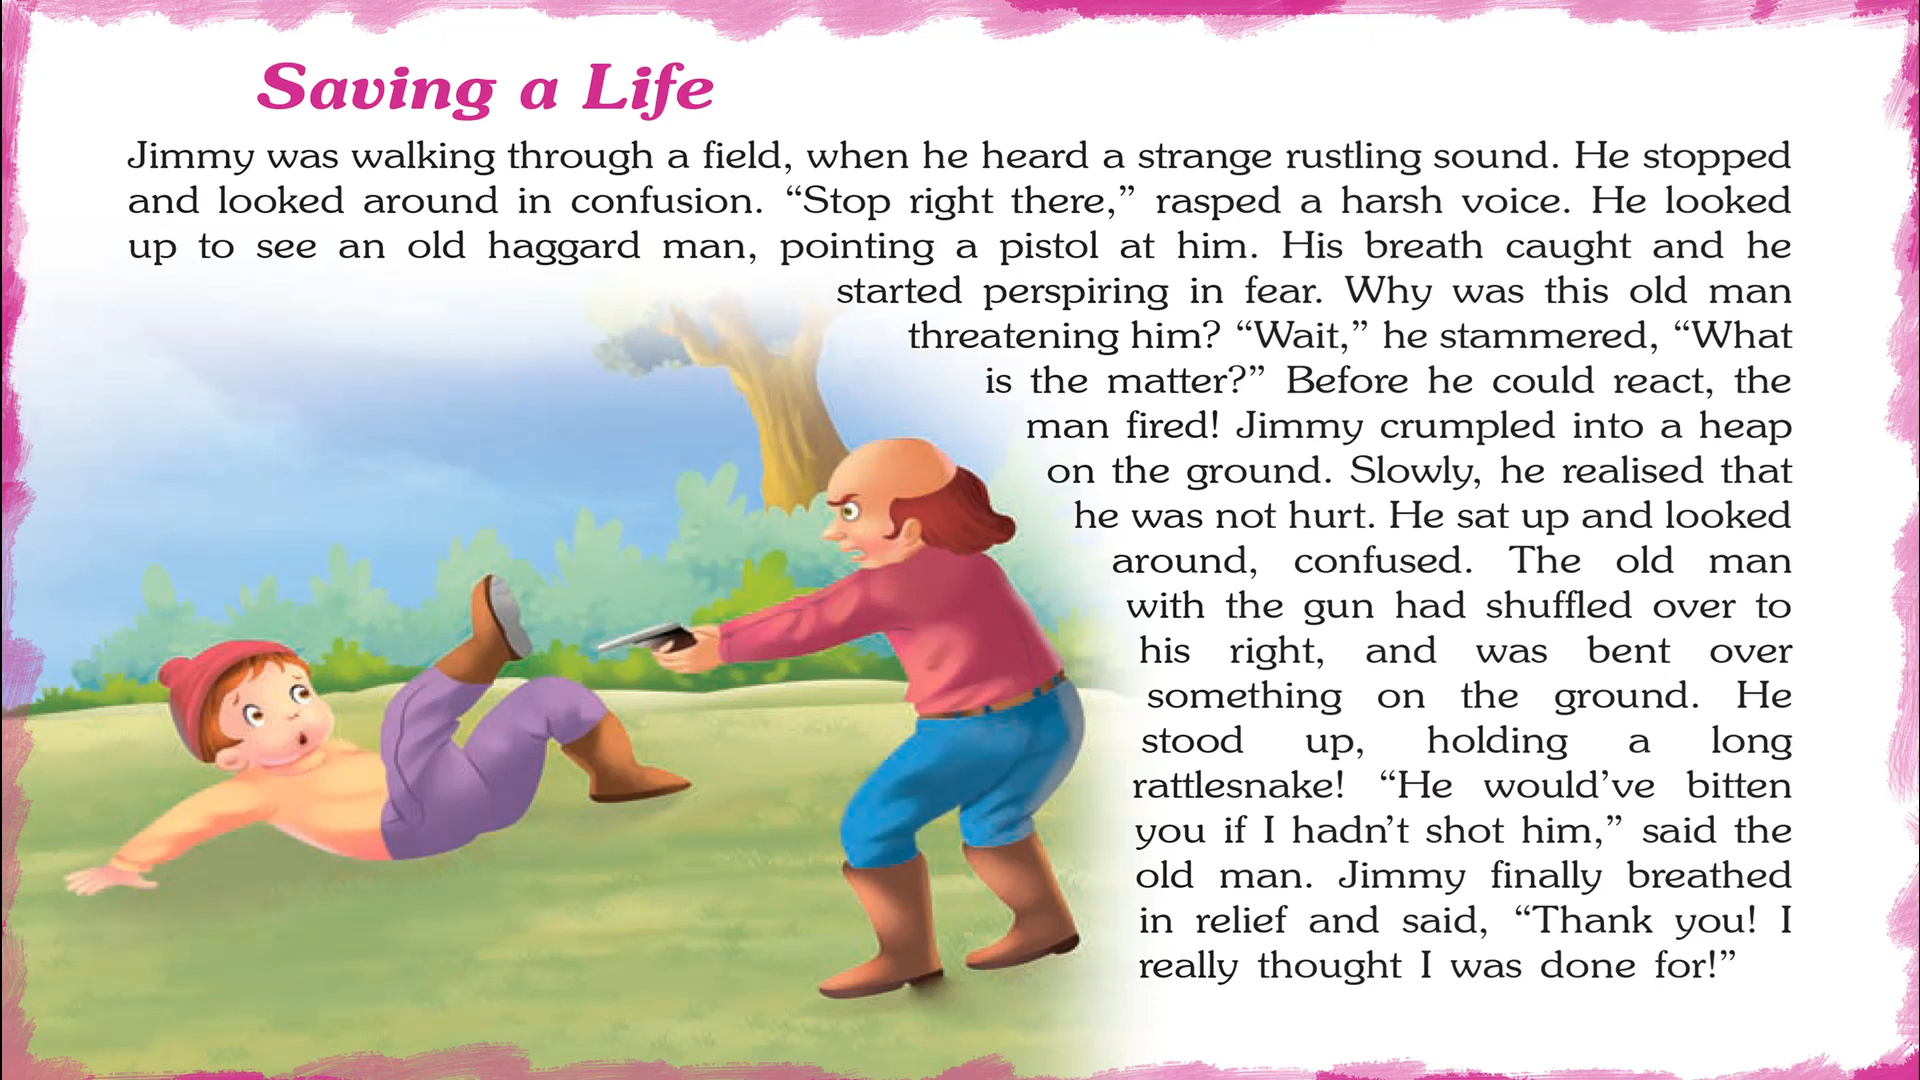 Saving a Life
Jimmy was walking through a field, when he heard a strange rustling sound. He stopped
and looked around in confusion. “Stop right there,” rasped a harsh voice. He looked
up to see an old haggard man, pointing a pistol at him. His breath caught and he
started perspiring in fear. Why was this old man
threatening him? “Wait,” he stammered, “What
is the matter?” Before he could react, the
man fired! Jimmy crumpled into a heap
on the ground. Slowly, he realised that
he was not hurt. He sat up and looked
around, confused. The old man
with the gun had shuffled over to
his right, and was bent over
something on the ground. He
stood up, holding a long
rattlesnake! “He would’ve bitten
you if I hadn’t shot him,” said the
old man. Jimmy finally breathed
in relief and said, “Thank you! I
really thought I was done for!”